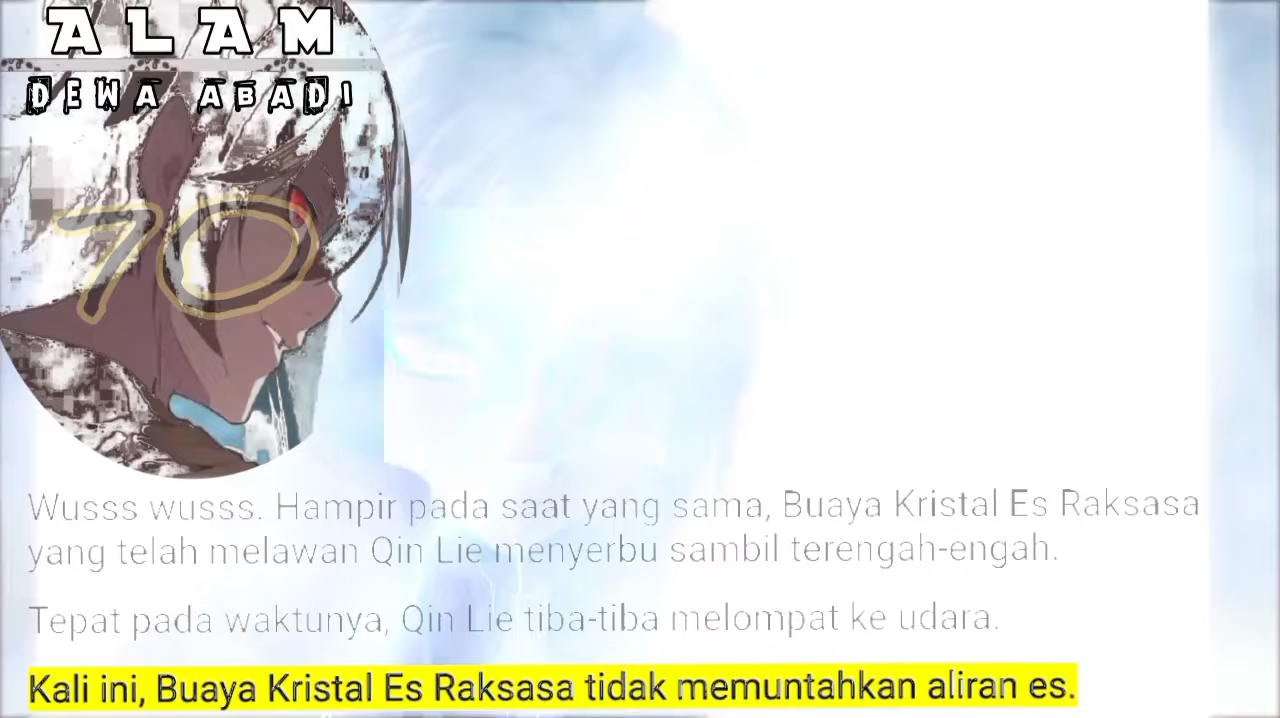 ALAM
DEWA ABADI
70
Wusss wusss. Hampir pada saat yang sama, Buaya Kristal Es Raksasa
yang telah melawan Qin Lie menyerbu sambil terengah-engah.
Tepat pada waktunya, Qin Lie tiba-tiba melompat ke udara.
Kali ini, Buaya Kristal Es Raksasa tidak memuntahkan aliran es.